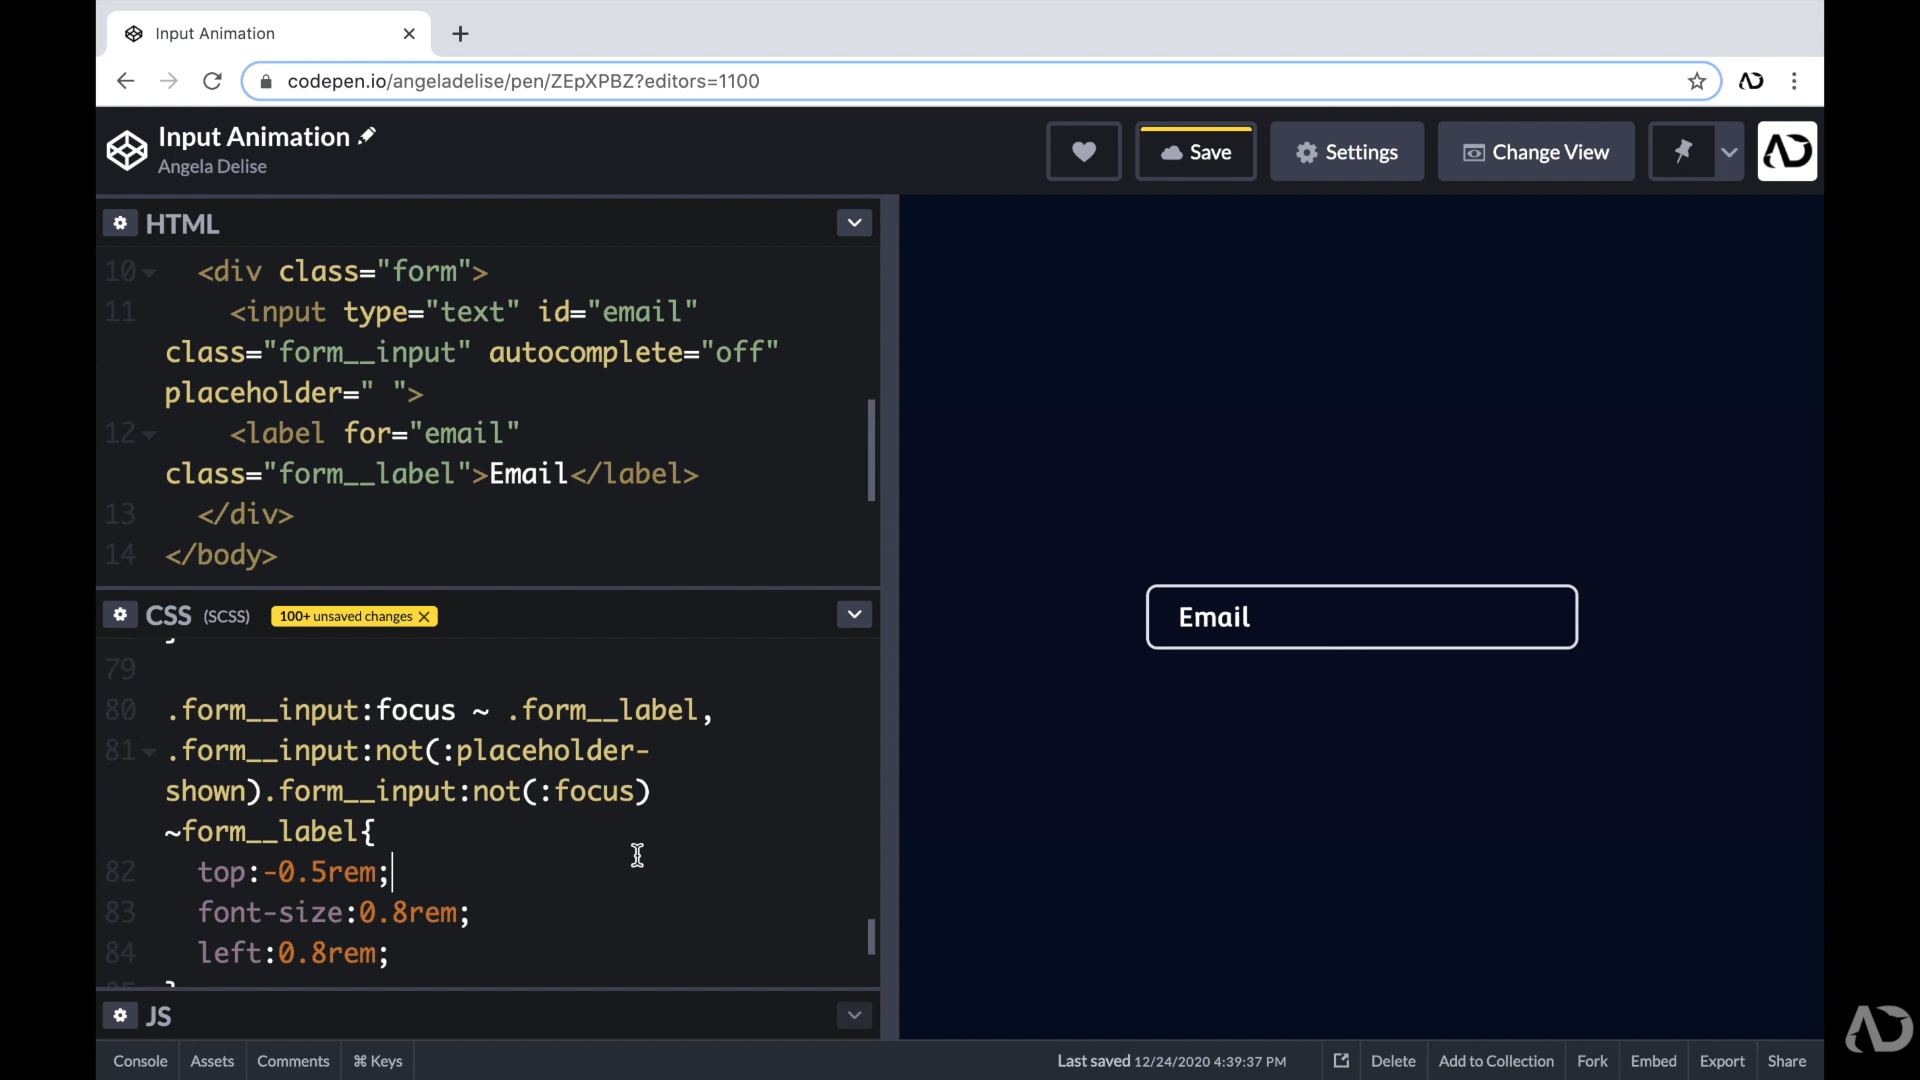 Input Animation
codepen.io/angeladelise/pen/ZEpXPBZ?editors=1100
Input Animation
Angela Delise
Save
Settings
Change View
HTML
10 <div class="form">
11 <input type="text" id="email"
class="form__input" autocomplete="off"
placeholder=" ">
12 <label for="email"
class="form__label">Email</label>
13 </div>
14 </body>
CSS (SCSS) 100+ unsaved changes
79
80 .form__input:focus ~ .form__label,
81 .form__input:not(:placeholder-
shown).form__input:not(:focus)
~form__label{
82 top:-0.5rem;
83 font-size:0.8rem;
84 left:0.8rem;
Email
JS
Console Assets Comments ⌘ Keys
Last saved 12/24/2020 4:39:37 PM
Delete Add to Collection Fork Embed Export Share